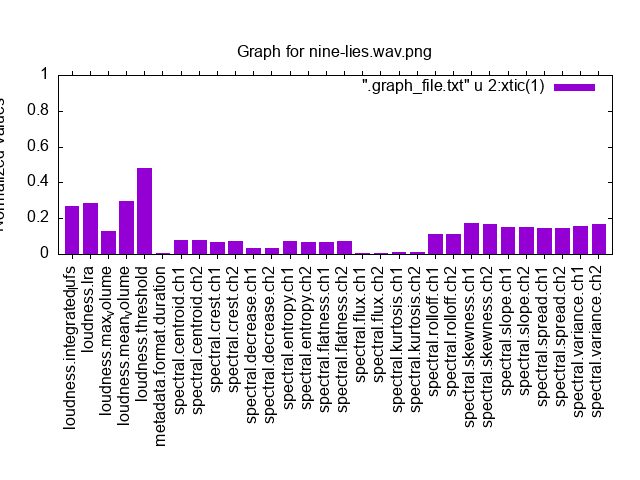 Graph for nine-lies.wav.png
Normalized Values
".graph_file.txt" u 2:xtic(1)
1
0.8
0.6
0.4
0.2
0
loudness.integratedlufs
loudness.lra
loudness.maxvolume
loudness.meanvolume
loudness.threshold
metadata.format.duration
spectral.centroid.ch1
spectral.centroid.ch2
spectral.crest.ch1
spectral.crest.ch2
spectral.decrease.ch1
spectral.decrease.ch2
spectral.entropy.ch1
spectral.entropy.ch2
spectral.flatness.ch1
spectral.flatness.ch2
spectral.flux.ch1
spectral.flux.ch2
spectral.kurtosis.ch1
spectral.kurtosis.ch2
spectral.rolloff.ch1
spectral.rolloff.ch2
spectral.skewness.ch1
spectral.skewness.ch2
spectral.slope.ch1
spectral.slope.ch2
spectral.spread.ch1
spectral.spread.ch2
spectral.variance.ch1
spectral.variance.ch2